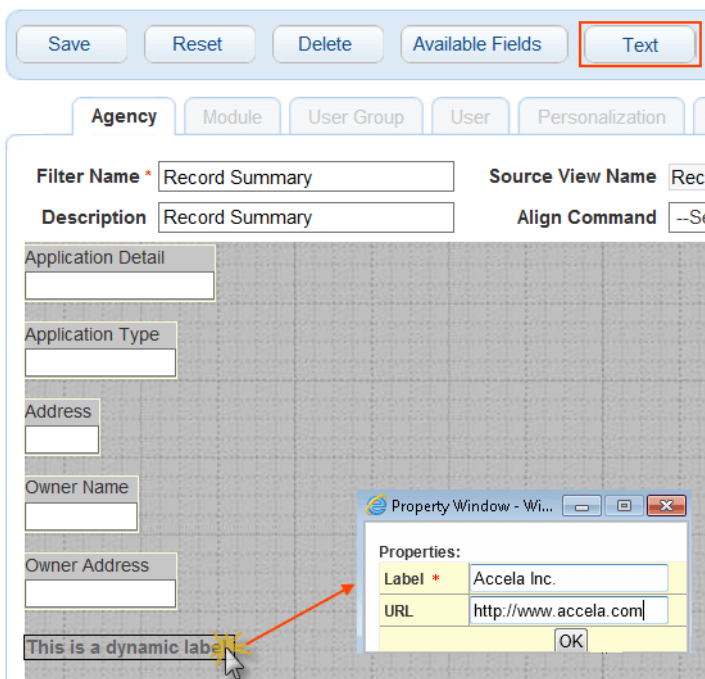 Save Reset Delete Available Fields Text
Agency Module User Group User Personalization
Filter Name * Record Summary Source View Name
Description Record Summary Align Command
Application Detail
Application Type
Address
Owner Name
Property Window - Wi...
Properties:
Label * Accela Inc.
Owner Address
URL http://www.accela.com
This is a dynamic label
OK